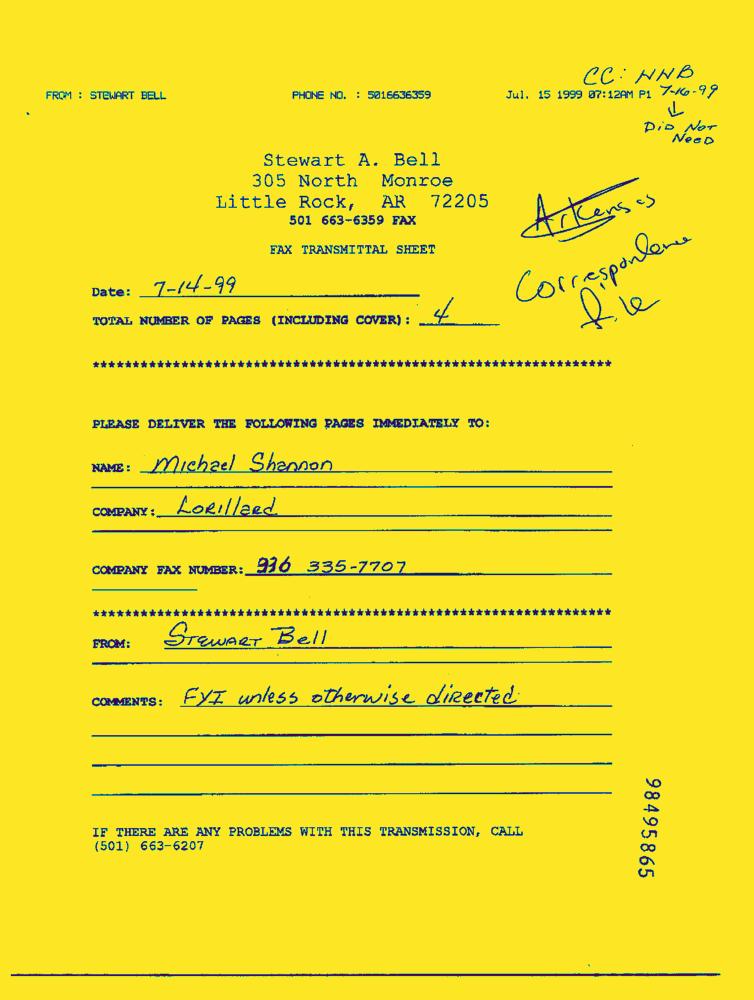 CC: HHB
FROM : STEWART BELL PHONE NO. : 5016636359 Jul. 15 1999 07:12AM P1 7-16-99
↓
DID NOT
NEED
Stewart A. Bell
305 North Monroe
Little Rock, AR 72205
501 663-6359 FAX
Arkansas
FAX TRANSMITTAL SHEET
Correspondence
file
Date: 7-14-99
TOTAL NUMBER OF PAGES (INCLUDING COVER): 4
*****************************************************************
PLEASE DELIVER THE FOLLOWING PAGES IMMEDIATELY TO:
NAME: Michael Shannon
COMPANY: Lorillard
COMPANY FAX NUMBER: 336 335-7707
*****************************************************************
FROM: STEWART Bell
COMMENTS: FYI unless otherwise directed
IF THERE ARE ANY PROBLEMS WITH THIS TRANSMISSION, CALL
(501) 663-6207
98495865